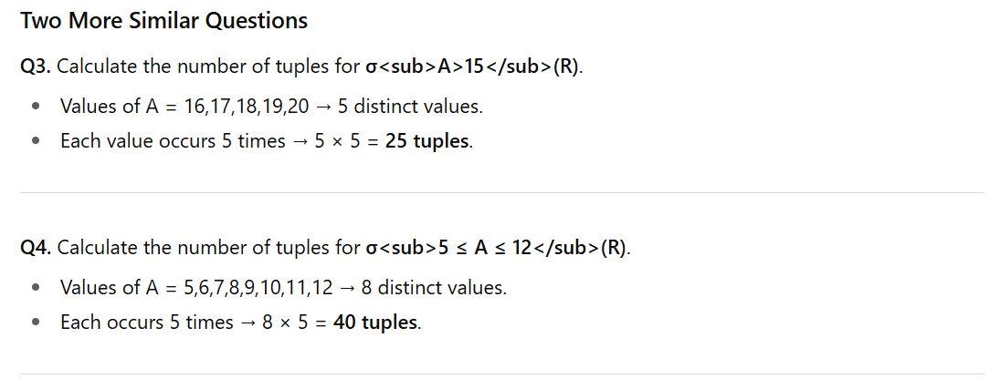 Two More Similar Questions
Q3. Calculate the number of tuples for σ<sub>A>15</sub>(R).
• Values of A = 16,17,18,19,20 → 5 distinct values.
• Each value occurs 5 times → 5 × 5 = 25 tuples.
Q4. Calculate the number of tuples for σ<sub>5 ≤ A ≤ 12</sub>(R).
• Values of A = 5,6,7,8,9,10,11,12 → 8 distinct values.
• Each occurs 5 times → 8 × 5 = 40 tuples.